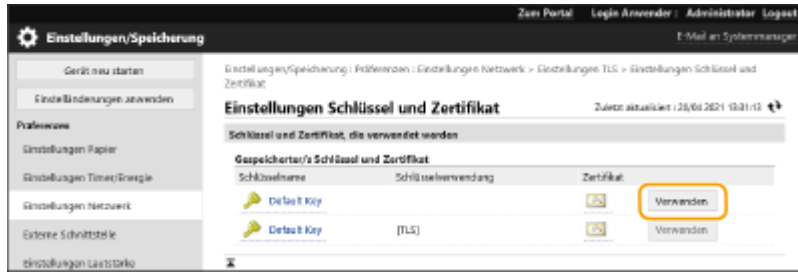 Zum Portal Login Anwender : Administrator Logout
Einstellungen/Speicherung
E-Mail an Systemmanager
Gerät neu starten
Einstelländerungen anwenden
Einstellungen/Speicherung : Präferenzen : Einstellungen Netzwerk > Einstellungen TLS > Einstellungen Schlüssel und Zertifikat
Einstellungen Schlüssel und Zertifikat
Zuletzt aktualisiert : 20/04 2021 13:31:13
Präferenzen
Schlüssel und Zertifikat, die verwendet werden
Einstellungen Papier
Gespeicherter/s Schlüssel und Zertifikat
Einstellungen Timer/Energie
Schlüsselname Schlüsselverwendung Zertifikat
Einstellungen Netzwerk
Default Key Verwenden
Externe Schnittstelle
Default Key [TLS] Verwenden
Einstellungen Lautstärke